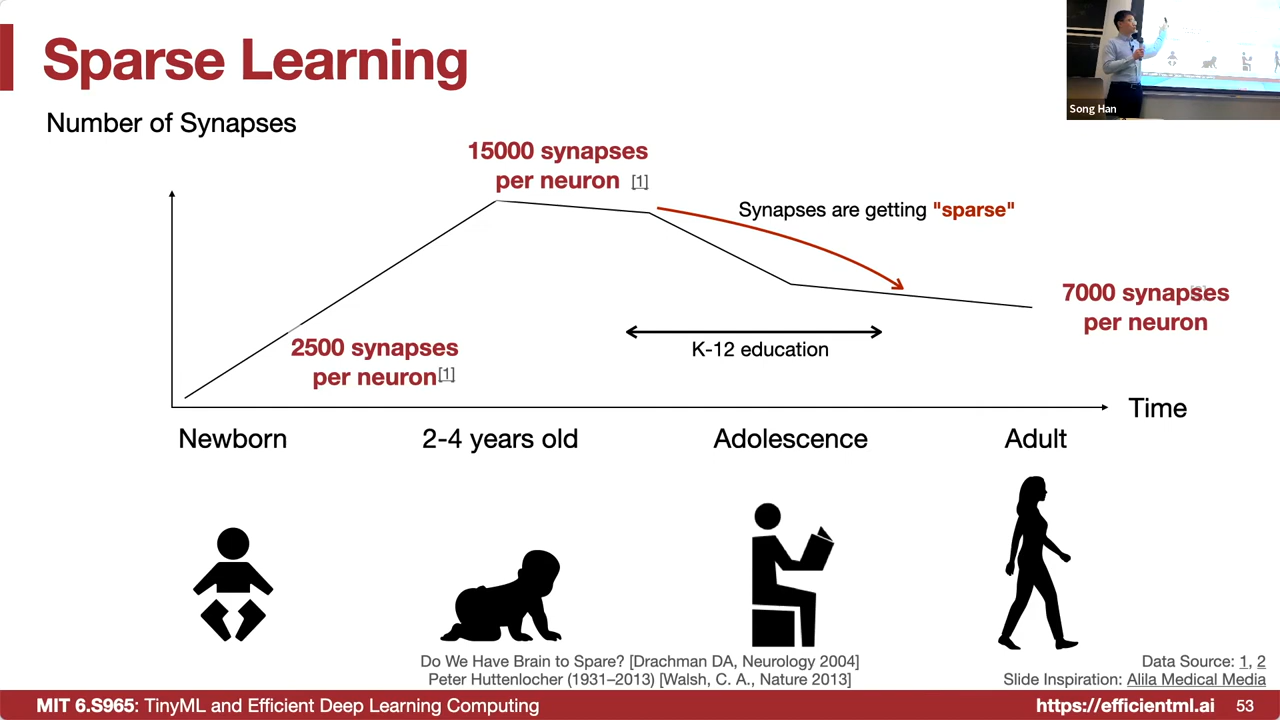 Sparse Learning
Song Han
Number of Synapses
15000 synapses
per neuron [1]
Synapses are getting "sparse"
7000 synapses
per neuron
2500 synapses
per neuron[1]
K-12 education
Time
Newborn
2-4 years old
Adolescence
Adult
Do We Have Brain to Spare? [Drachman DA, Neurology 2004]
Peter Huttenlocher (1931–2013) [Walsh, C. A., Nature 2013]
Data Source: 1, 2
Slide Inspiration: Alila Medical Media
MIT 6.S965: TinyML and Efficient Deep Learning Computing
https://efficientml.ai
53